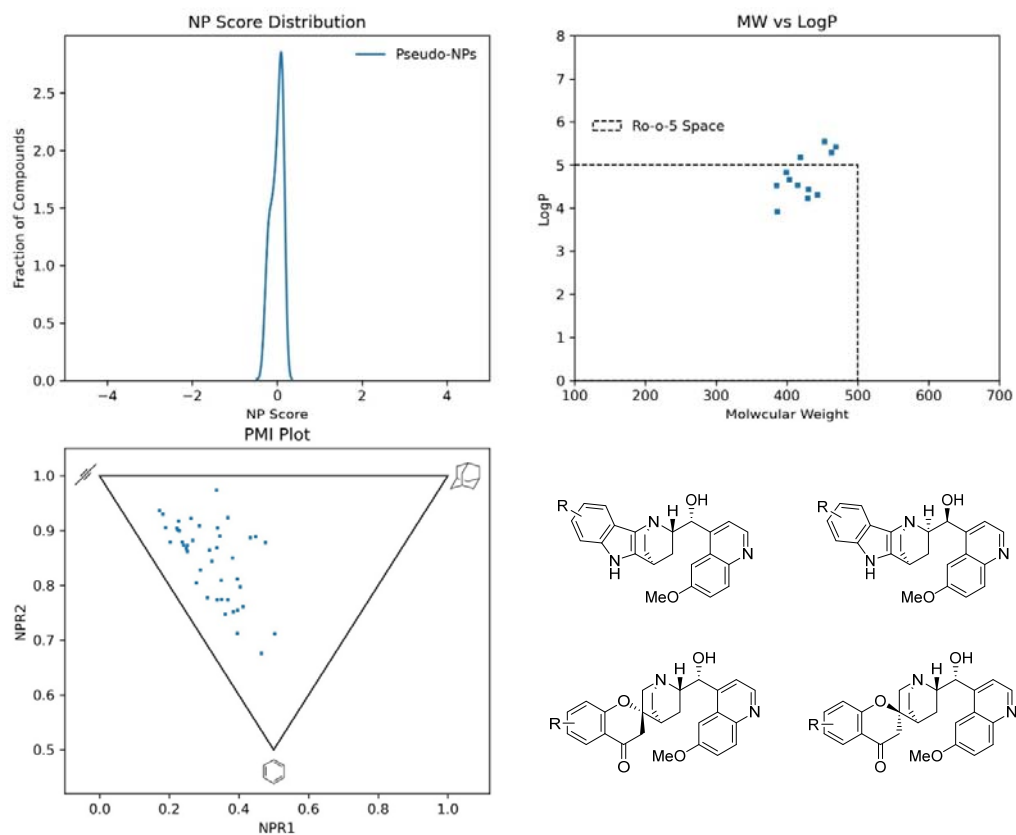 NP Score Distribution
Pseudo-NPs
Fraction of Compounds
2.5
2.0
1.5
1.0
0.5
0.0
−4
−2
0
2
4
NP Score
MW vs LogP
Ro-o-5 Space
LogP
8
7
6
5
4
3
2
1
0
100
200
300
400
500
600
700
Molwcular Weight
PMI Plot
NPR2
1.0
0.9
0.8
0.7
0.6
0.5
0.0
0.2
0.4
0.6
0.8
1.0
NPR1
R
N
H
OH
N
NH
MeO
R
N
H
OH
N
NH
MeO
R
O
N
H
OH
N
O
MeO
R
O
N
H
OH
N
O
MeO